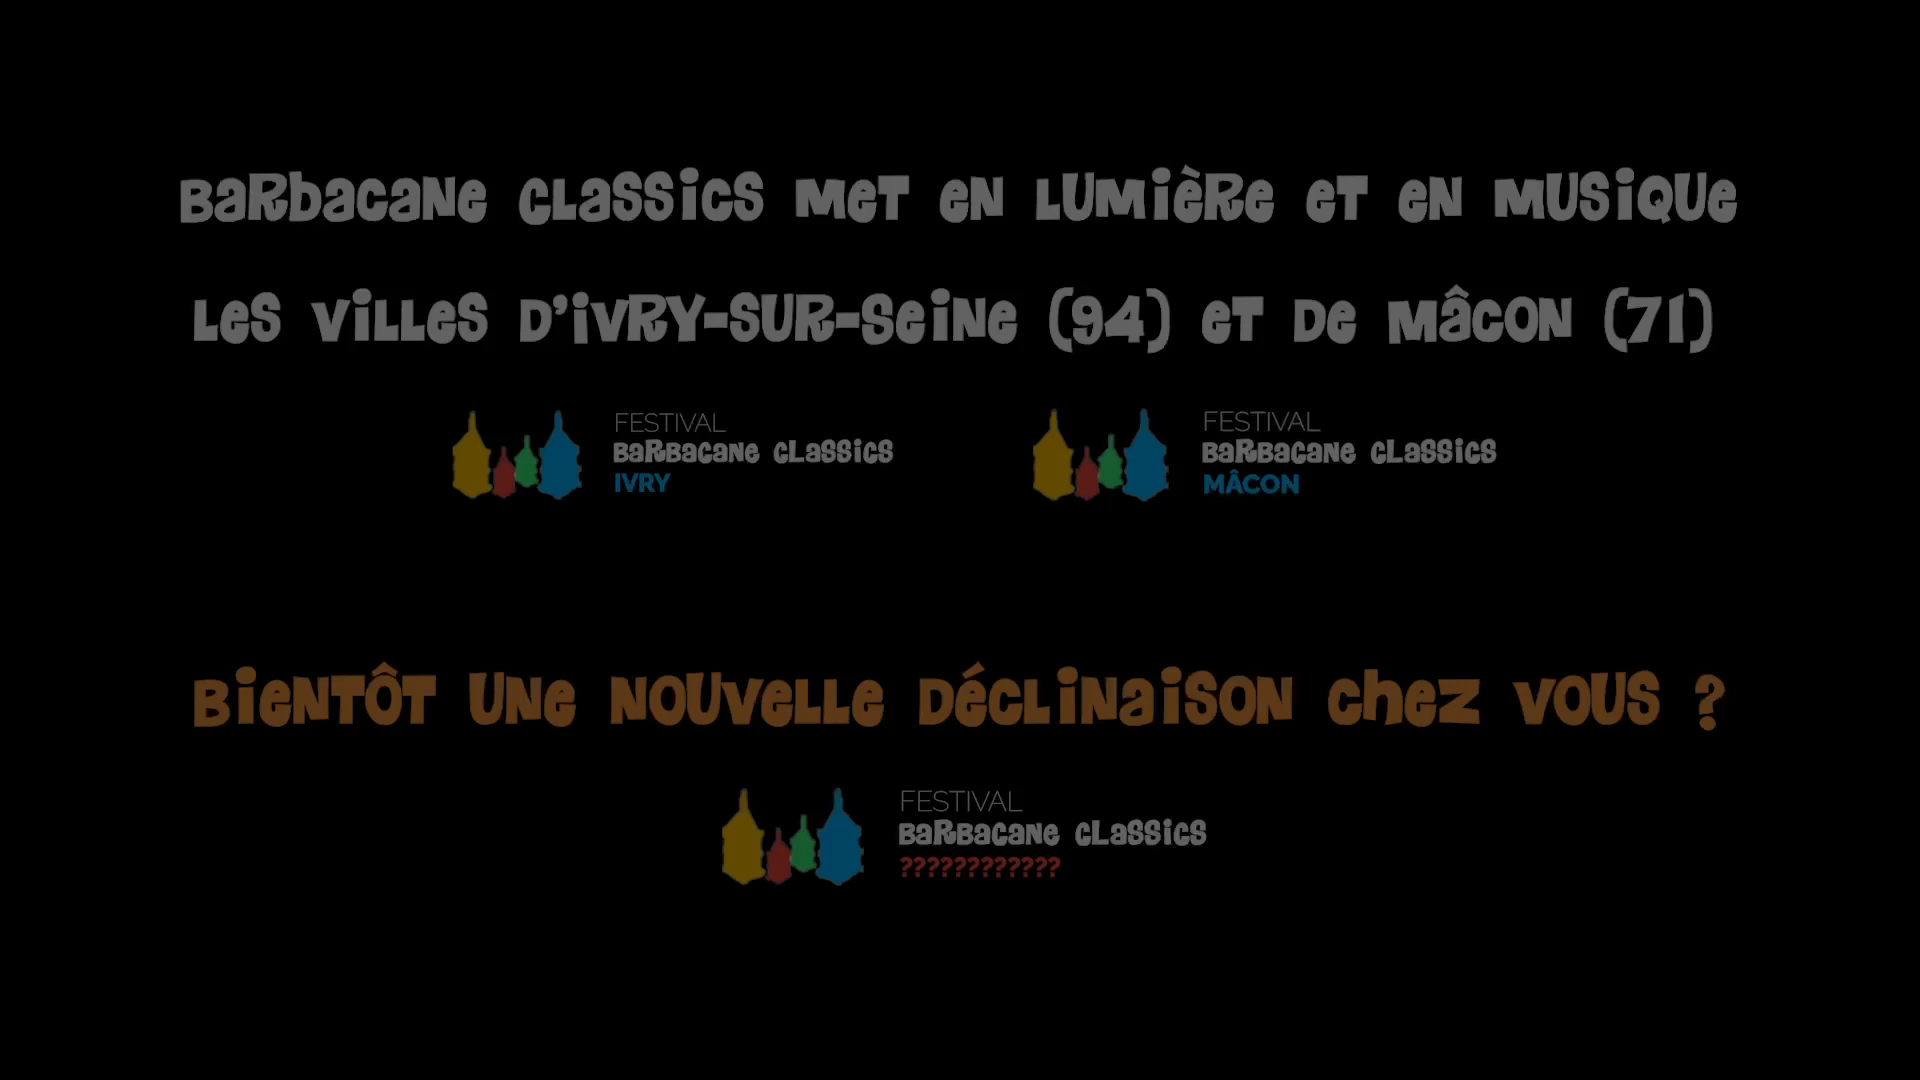 BARBACANE CLASSICS MET EN LUMIÈRE ET EN MUSIQUE
LES VILLES D'IVRY-SUR-SEINE (94) ET DE MÂCON (71)
FESTIVAL
BARBACANE CLASSICS
IVRY
FESTIVAL
BARBACANE CLASSICS
MÂCON
BIENTÔT UNE NOUVELLE DÉCLINAISON CHEZ VOUS ?
FESTIVAL
BARBACANE CLASSICS
????????????